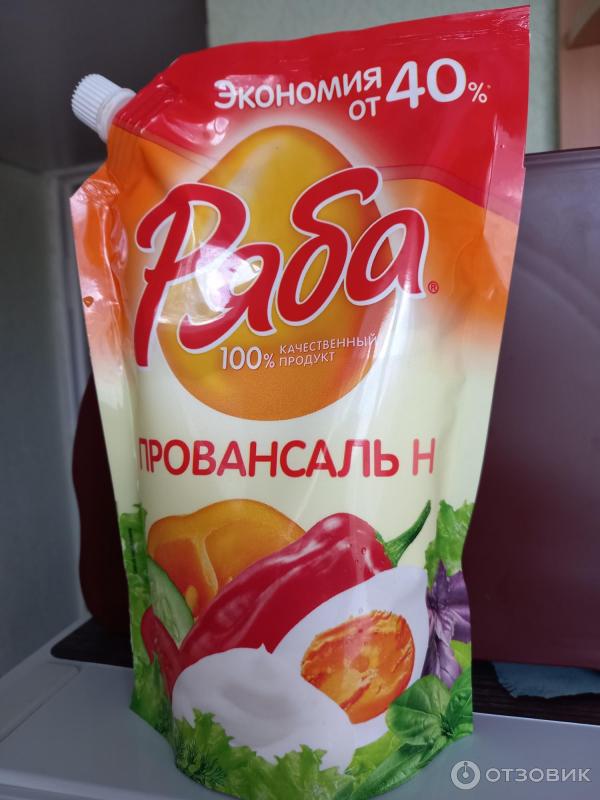 Экономия
от 40%
Ряба®
100% КАЧЕСТВЕННЫЙ
ПРОДУКТ
ПРОВАНСАЛЬ Н
ОТЗОВИК